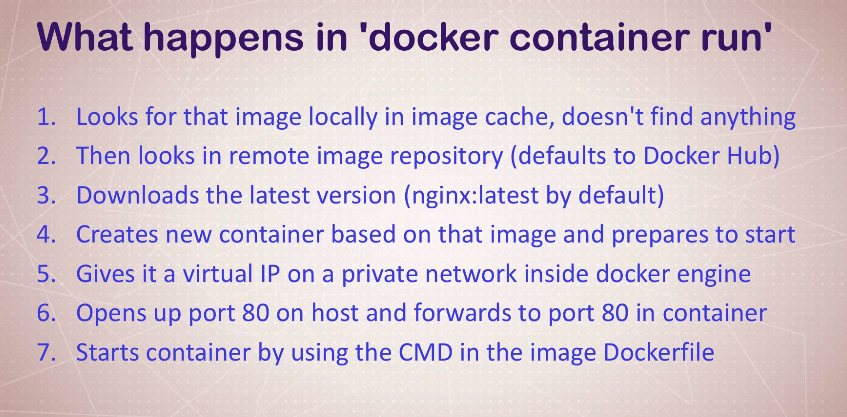 What happens in 'docker container run'
1. Looks for that image locally in image cache, doesn't find anything
2. Then looks in remote image repository (defaults to Docker Hub)
3. Downloads the latest version (nginx:latest by default)
4. Creates new container based on that image and prepares to start
5. Gives it a virtual IP on a private network inside docker engine
6. Opens up port 80 on host and forwards to port 80 in container
7. Starts container by using the CMD in the image Dockerfile